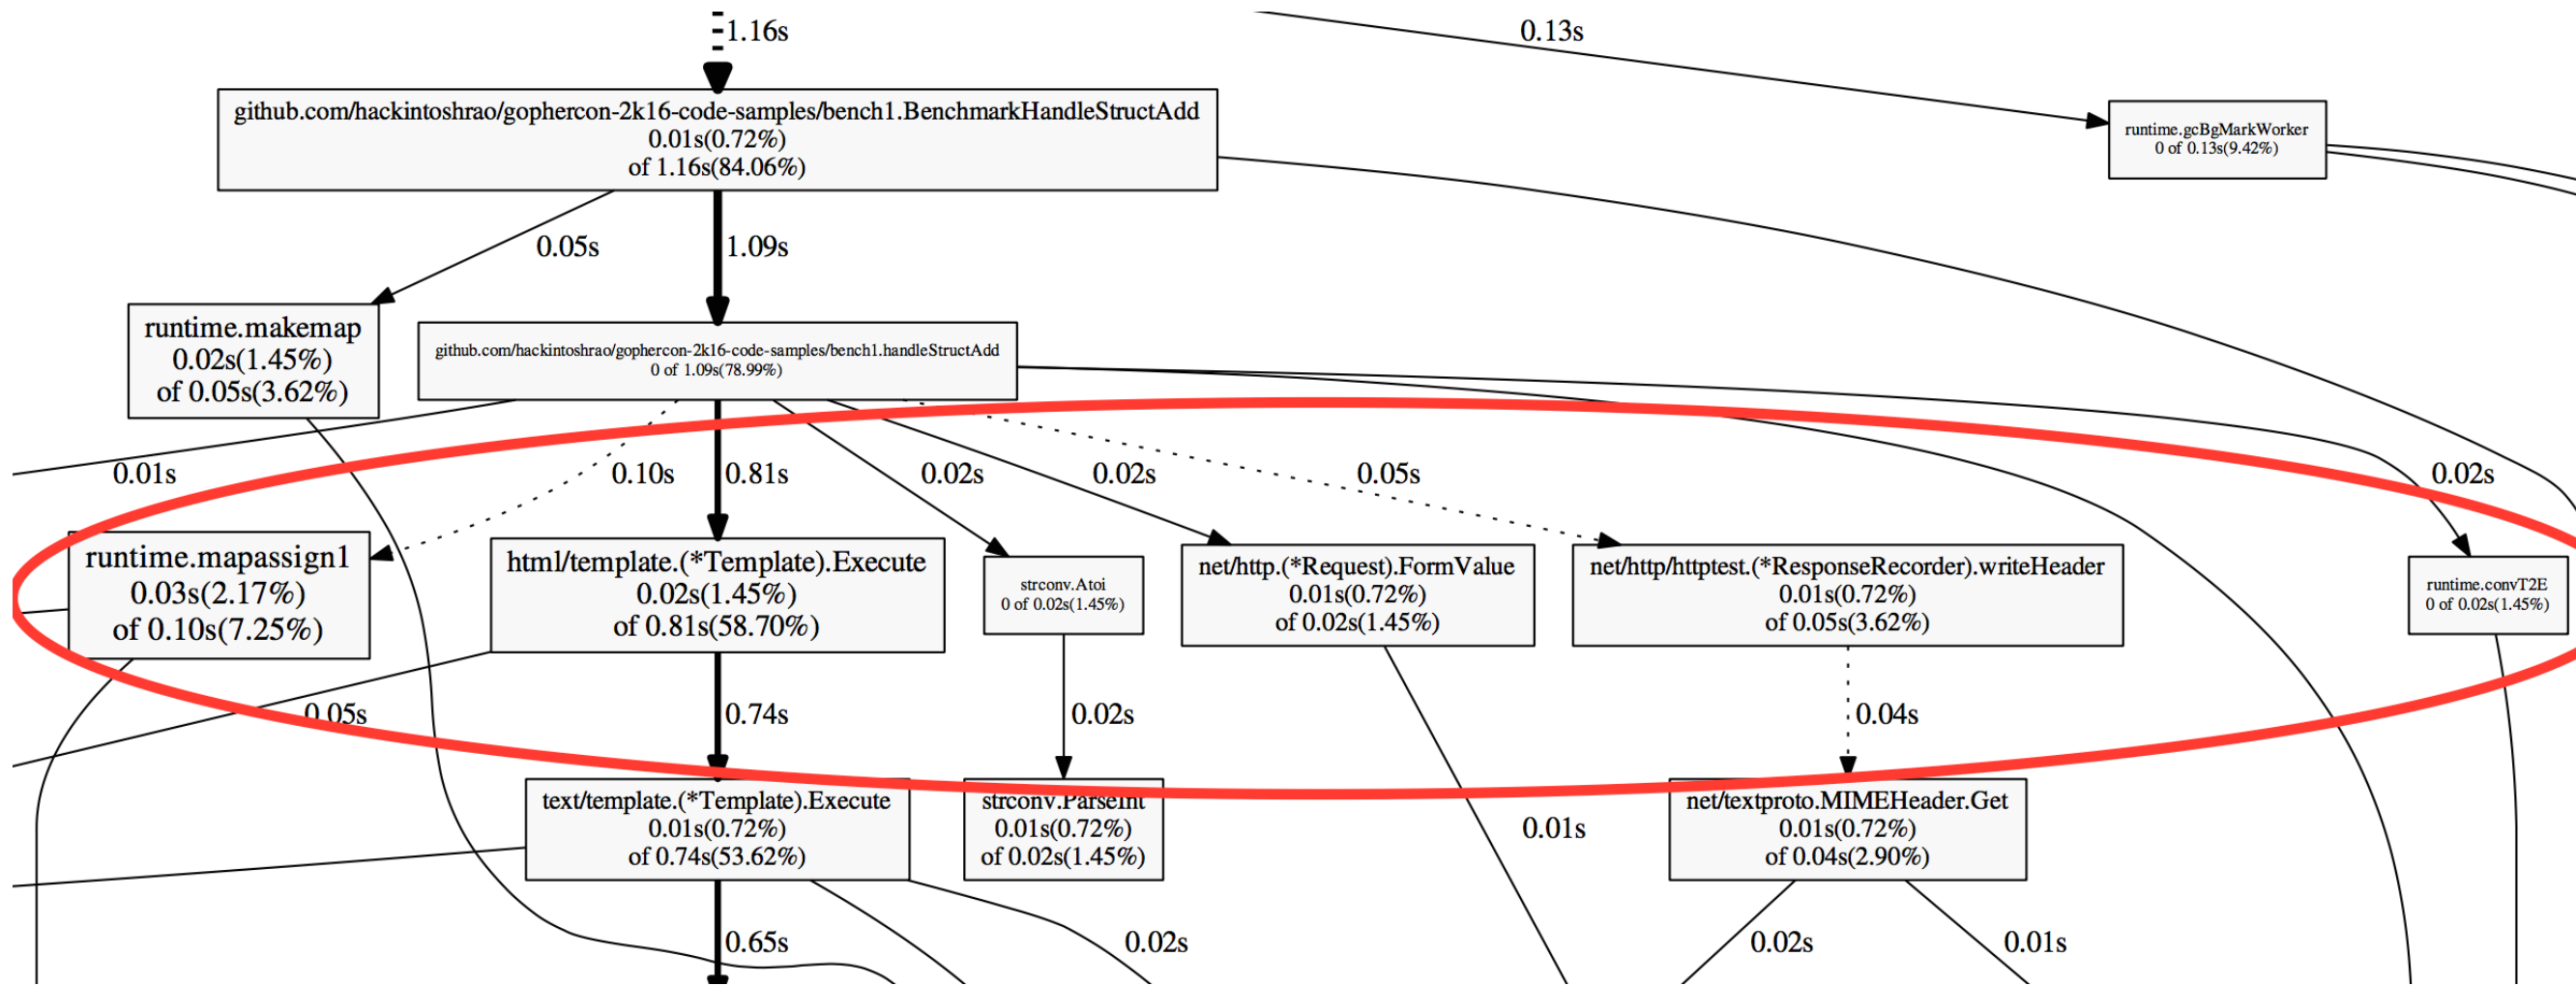 1.16s
0.13s
github.com/hackintoshrao/gophercon-2k16-code-samples/bench1.BenchmarkHandleStructAdd
0.01s(0.72%)
of 1.16s(84.06%)
runtime.gcBgMarkWorker
0 of 0.13s(9.42%)
0.05s
1.09s
runtime.makemap
0.02s(1.45%)
of 0.05s(3.62%)
github.com/hackintoshrao/gophercon-2k16-code-samples/bench1.handleStructAdd
0 of 1.09s(78.99%)
0.01s
0.10s
0.81s
0.02s
0.02s
0.05s
0.02s
runtime.mapassign1
0.03s(2.17%)
of 0.10s(7.25%)
html/template.(*Template).Execute
0.02s(1.45%)
of 0.81s(58.70%)
strconv.Atoi
0 of 0.02s(1.45%)
net/http.(*Request).FormValue
0.01s(0.72%)
of 0.02s(1.45%)
net/http/httptest.(*ResponseRecorder).writeHeader
0.01s(0.72%)
of 0.05s(3.62%)
runtime.convT2E
0 of 0.02s(1.45%)
0.05s
0.74s
0.02s
0.04s
text/template.(*Template).Execute
0.01s(0.72%)
of 0.74s(53.62%)
strconv.ParseInt
0.01s(0.72%)
of 0.02s(1.45%)
0.01s
net/textproto.MIMEHeader.Get
0.01s(0.72%)
of 0.04s(2.90%)
0.65s
0.02s
0.02s
0.01s